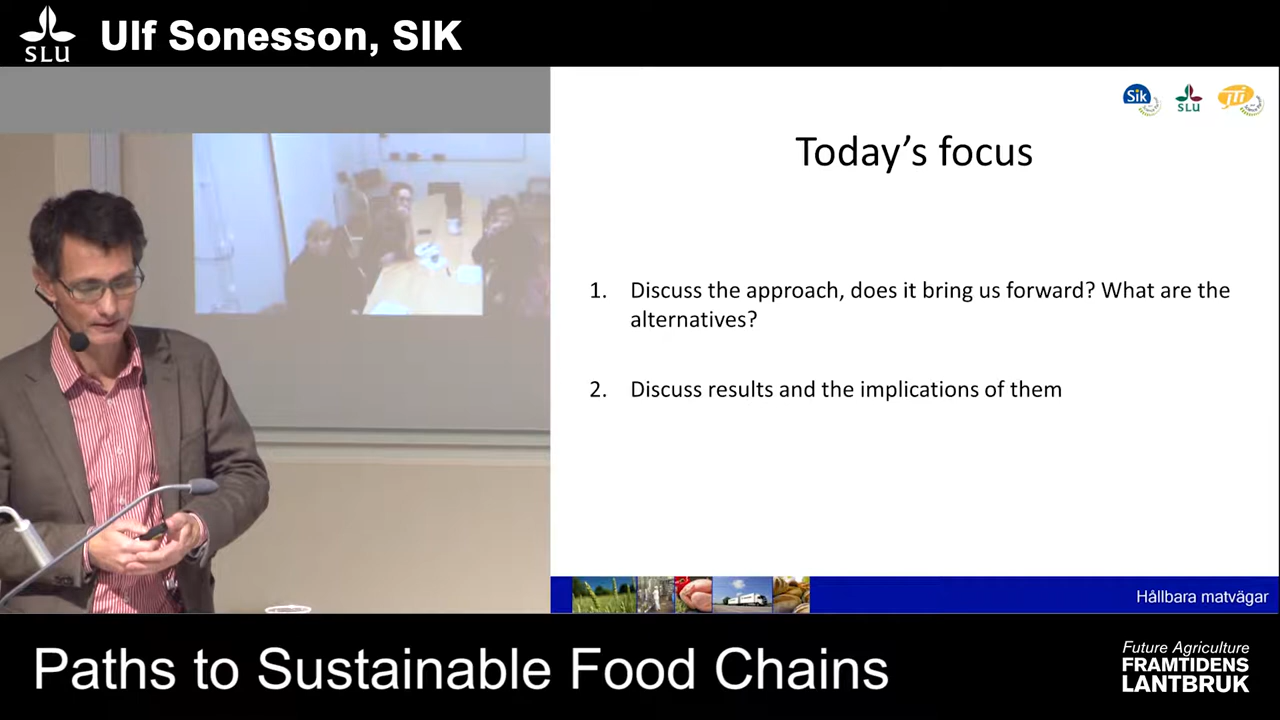 SLU
Ulf Sonesson, SIK
Sik
SLU
jti
Today's focus
1. Discuss the approach, does it bring us forward? What are the
alternatives?
2. Discuss results and the implications of them
Hållbara matvägar
Paths to Sustainable Food Chains
Future Agriculture
FRAMTIDENS
LANTBRUK